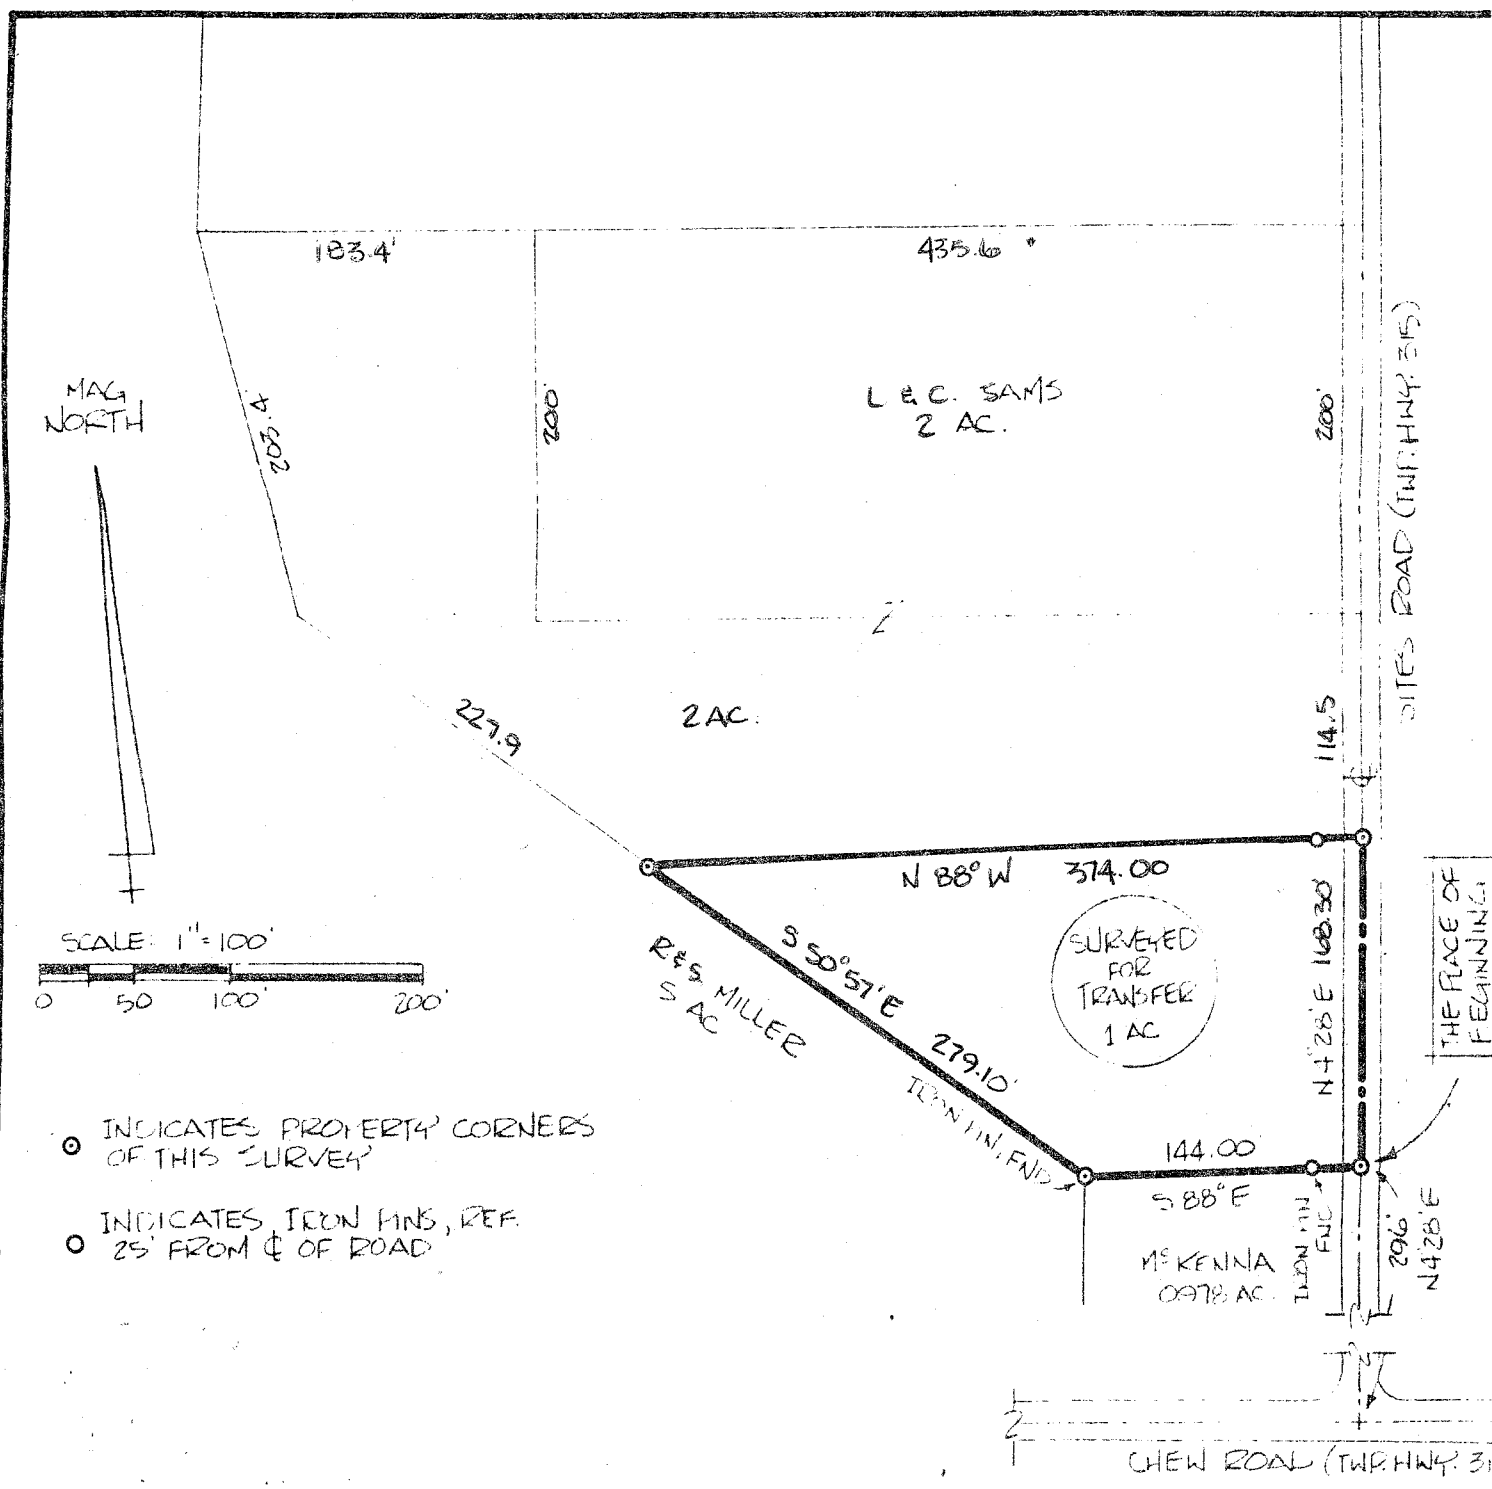 183.4'
435.6'
MAG
NORTH
203.4
200'
L & C. SAMS
2 AC.
200'
SITES ROAD (TWP. HWY. 315)
227.9
2 AC.
114.5
N 88° W 374.00
SCALE: 1"=100'
0 50 100' 200'
R & S. MILLER
5 AC
S 50°57' E 279.10'
IRON PIN, FND
SURVEYED
FOR
TRANSFER
1 AC
N 4°28' E 168.30'
THE PLACE OF
BEGINNING
INDICATES PROPERTY CORNERS
OF THIS SURVEY
INDICATES IRON PINS, REF.
25' FROM ℄ OF ROAD
144.00
S 88° E
McKENNA
0.978 AC.
IRON PIN
FND
296'
N 4°28' E
CHEW ROAD (TWP. HWY. 31